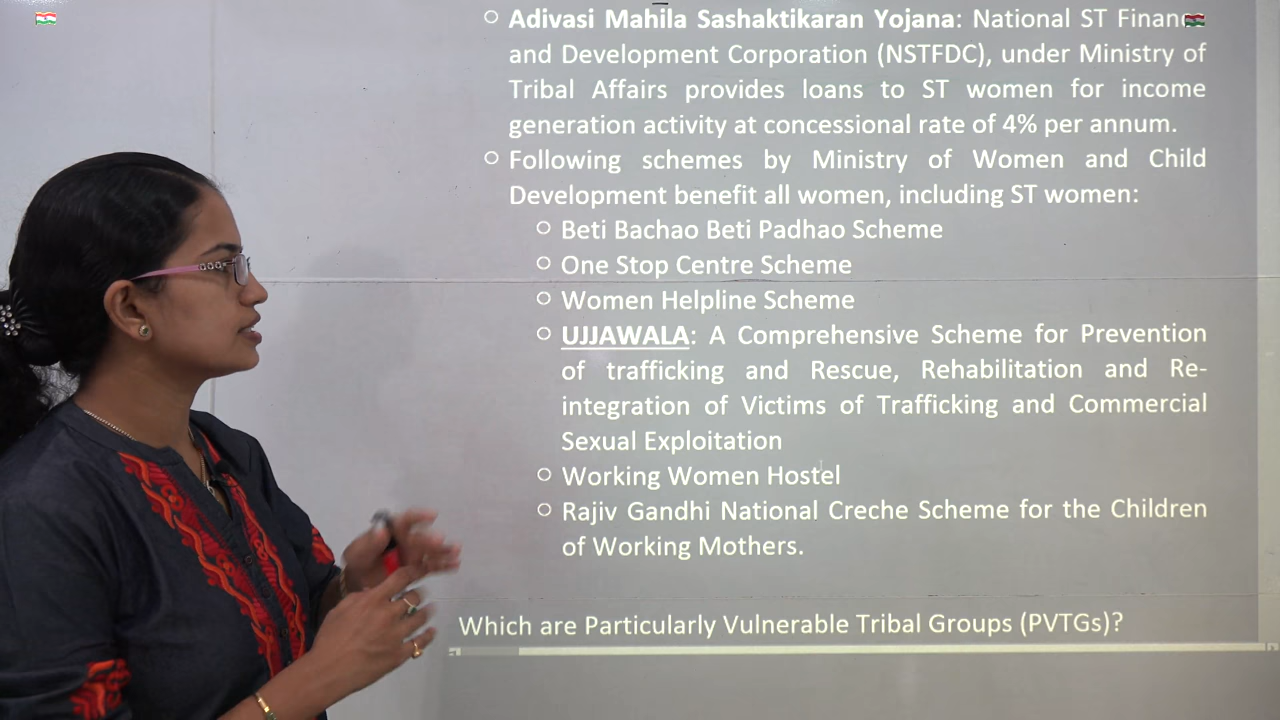 ○ Adivasi Mahila Sashaktikaran Yojana: National ST Finance
and Development Corporation (NSTFDC), under Ministry of
Tribal Affairs provides loans to ST women for income
generation activity at concessional rate of 4% per annum.
○ Following schemes by Ministry of Women and Child
Development benefit all women, including ST women:
○ Beti Bachao Beti Padhao Scheme
○ One Stop Centre Scheme
○ Women Helpline Scheme
○ UJJAWALA: A Comprehensive Scheme for Prevention
of trafficking and Rescue, Rehabilitation and Re-
integration of Victims of Trafficking and Commercial
Sexual Exploitation
○ Working Women Hostel
○ Rajiv Gandhi National Creche Scheme for the Children
of Working Mothers.
Which are Particularly Vulnerable Tribal Groups (PVTGs)?